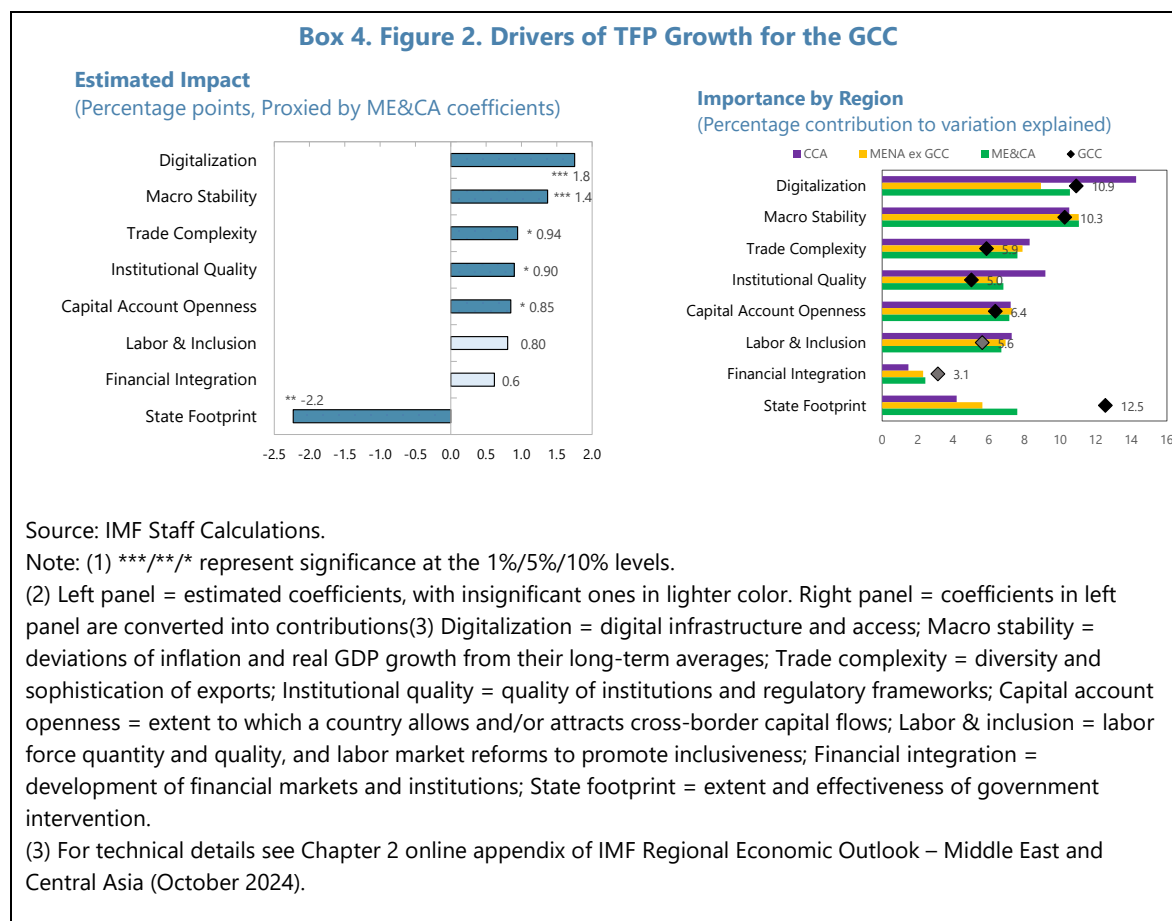 Box 4. Figure 2. Drivers of TFP Growth for the GCC
Estimated Impact
(Percentage points, Proxied by ME&CA coefficients)
Digitalization
*** 1.8
Macro Stability
*** 1.4
Trade Complexity
* 0.94
Institutional Quality
* 0.90
Capital Account Openness
* 0.85
Labor & Inclusion
0.80
Financial Integration
0.6
State Footprint
** -2.2
-2.5 -2.0 -1.5 -1.0 -0.5 0.0 0.5 1.0 1.5 2.0
Importance by Region
(Percentage contribution to variation explained)
CCA MENA ex GCC ME&CA GCC
Digitalization
10.9
Macro Stability
10.3
Trade Complexity
5.9
Institutional Quality
5.0
Capital Account Openness
6.4
Labor & Inclusion
5.6
Financial Integration
3.1
State Footprint
12.5
0 2 4 6 8 10 12 14 16
Source: IMF Staff Calculations.
Note: (1) ***/**/* represent significance at the 1%/5%/10% levels.
(2) Left panel = estimated coefficients, with insignificant ones in lighter color. Right panel = coefficients in left
panel are converted into contributions(3) Digitalization = digital infrastructure and access; Macro stability =
deviations of inflation and real GDP growth from their long-term averages; Trade complexity = diversity and
sophistication of exports; Institutional quality = quality of institutions and regulatory frameworks; Capital account
openness = extent to which a country allows and/or attracts cross-border capital flows; Labor & inclusion = labor
force quantity and quality, and labor market reforms to promote inclusiveness; Financial integration =
development of financial markets and institutions; State footprint = extent and effectiveness of government
intervention.
(3) For technical details see Chapter 2 online appendix of IMF Regional Economic Outlook – Middle East and
Central Asia (October 2024).